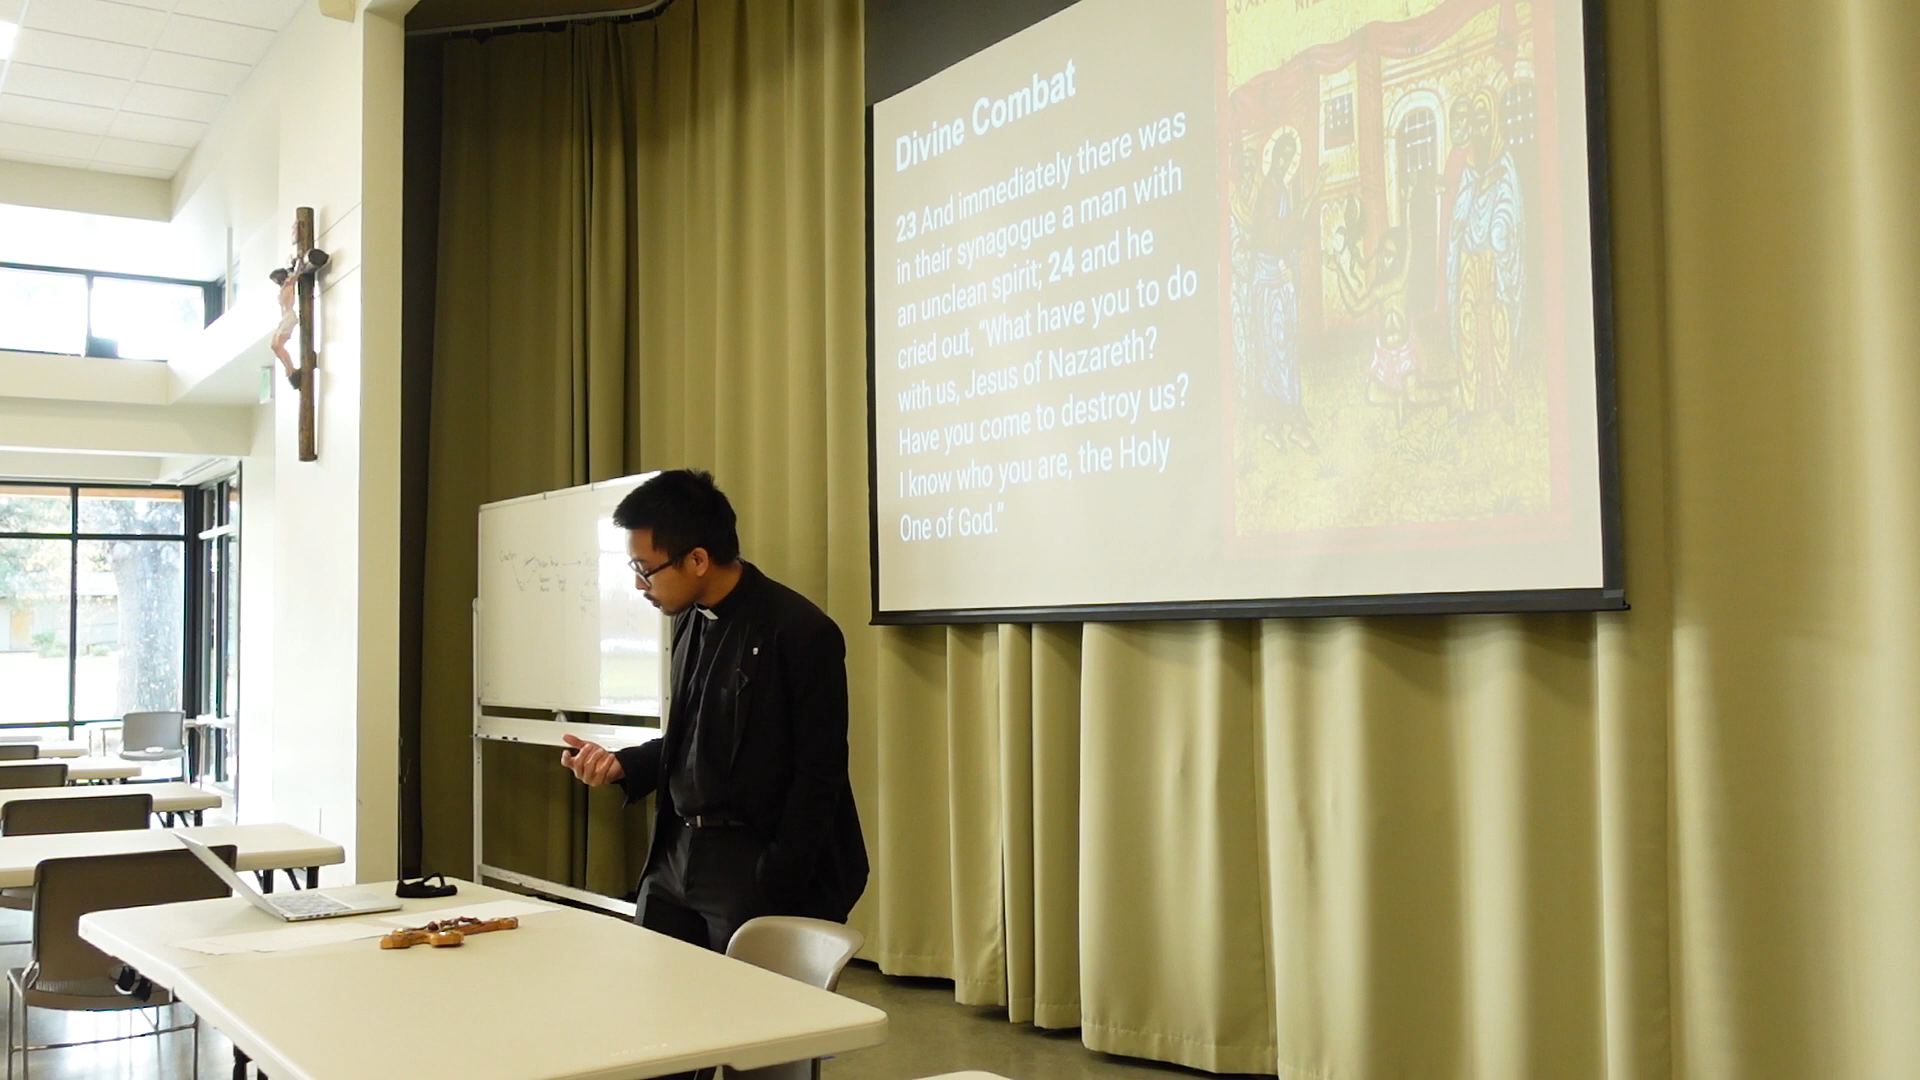 Divine Combat
23 And immediately there was
in their synagogue a man with
an unclean spirit; 24 and he
cried out, “What have you to do
with us, Jesus of Nazareth?
Have you come to destroy us?
I know who you are, the Holy
One of God.”